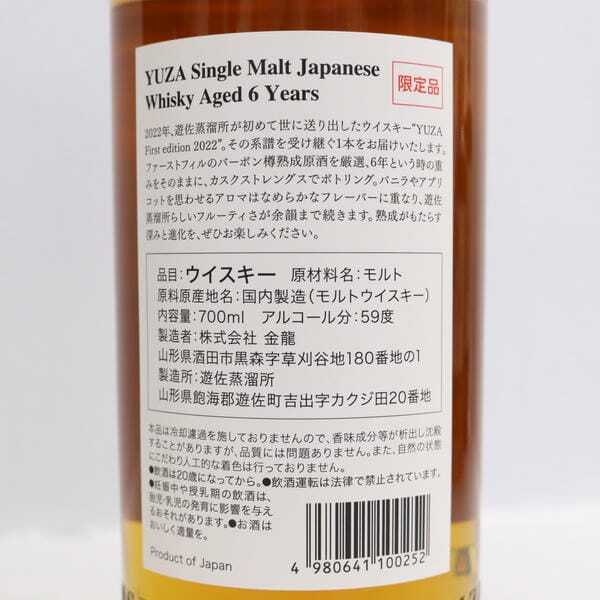 YUZA Single Malt Japanese
Whisky Aged 6 Years
限定品
2022年、遊佐蒸溜所が初めて世に送り出したウイスキー“YUZA
First edition 2022”。その系譜を受け継ぐ1本をお届けいたします。
ファーストフィルのバーボン樽熟成原酒を厳選、6年という時の重
みをそのままに、カスクストレングスでボトリング。バニラやアプリ
コットを思わせるアロマはなめらかなフレーバーに重なり、遊佐
蒸溜所らしいフルーティさが余韻まで続きます。熟成がもたらす
深みと進化を、ぜひお楽しみください。
品目:ウイスキー 原材料名:モルト
原料原産地名:国内製造(モルトウイスキー)
内容量:700ml アルコール分:59度
製造者:株式会社 金龍
山形県酒田市黒森字草刈谷地180番地の1
製造所:遊佐蒸溜所
山形県飽海郡遊佐町吉出字カクジ田20番地
本品は冷却濾過を施しておりませんので、香味成分等が析出し沈殿
することがありますが、品質には問題ありません。また、自然の状態
にこだわり人工的な着色は行っておりません。
●飲酒は20歳になってから。●飲酒運転は法律で禁止されています。
●妊娠中や授乳期の飲酒は、
胎児・乳児の発育に影響を与え
るおそれがあります。●お酒は
おいしく適量を。
Product of Japan
4 980641 100252